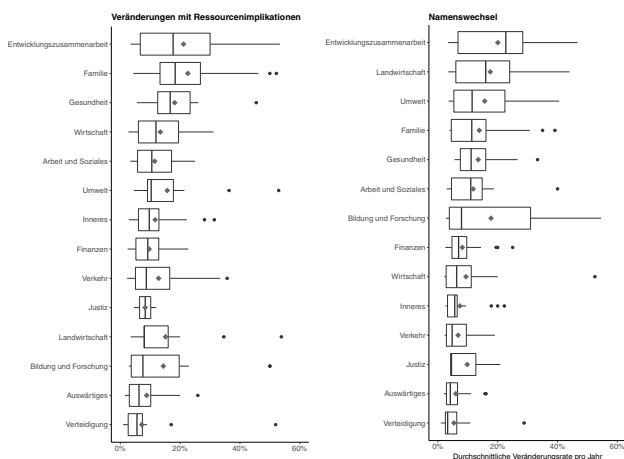 Veränderungen mit Ressourcenimplikationen
Entwicklungszusammenarbeit
Familie
Gesundheit
Wirtschaft
Arbeit und Soziales
Umwelt
Inneres
Finanzen
Verkehr
Justiz
Landwirtschaft
Bildung und Forschung
Auswärtiges
Verteidigung
0% 20% 40% 60%
Namenswechsel
Entwicklungszusammenarbeit
Landwirtschaft
Umwelt
Familie
Gesundheit
Arbeit und Soziales
Bildung und Forschung
Finanzen
Wirtschaft
Inneres
Verkehr
Justiz
Auswärtiges
Verteidigung
0% 20% 40% 60%
Durchschnittliche Veränderungsrate pro Jahr